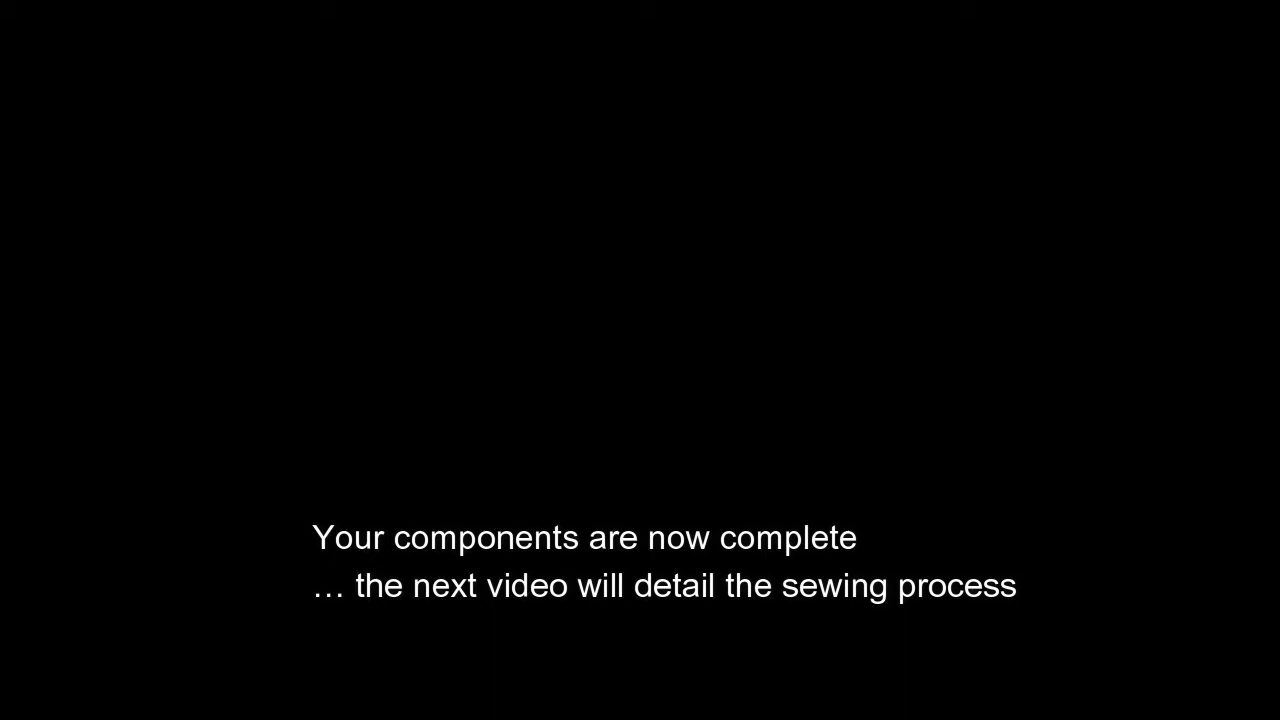 Your components are now complete
… the next video will detail the sewing process